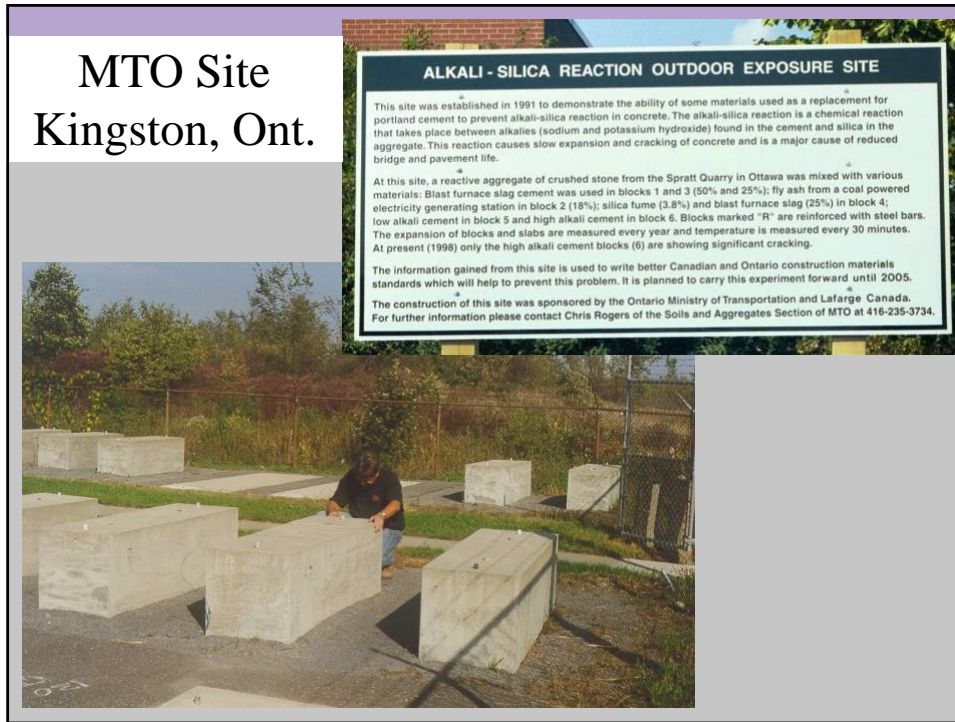 MTO Site
Kingston, Ont.
ALKALI - SILICA REACTION OUTDOOR EXPOSURE SITE
This site was established in 1991 to demonstrate the ability of some materials used as a replacement for
portland cement to prevent alkali-silica reaction in concrete. The alkali-silica reaction is a chemical reaction
that takes place between alkalies (sodium and potassium hydroxide) found in the cement and silica in the
aggregate. This reaction causes slow expansion and cracking of concrete and is a major cause of reduced
bridge and pavement life.
At this site, a reactive aggregate of crushed stone from the Spratt Quarry in Ottawa was mixed with various
materials: Blast furnace slag cement was used in blocks 1 and 3 (50% and 25%); fly ash from a coal powered
electricity generating station in block 2 (18%); silica fume (3.8%) and blast furnace slag (25%) in block 4;
low alkali cement in block 5 and high alkali cement in block 6. Blocks marked "R" are reinforced with steel bars.
The expansion of blocks and slabs are measured every year and temperature is measured every 30 minutes.
At present (1998) only the high alkali cement blocks (6) are showing significant cracking.
The information gained from this site is used to write better Canadian and Ontario construction materials
standards which will help to prevent this problem. It is planned to carry this experiment forward until 2005.
The construction of this site was sponsored by the Ontario Ministry of Transportation and Lafarge Canada.
For further information please contact Chris Rogers of the Soils and Aggregates Section of MTO at 416-235-3734.